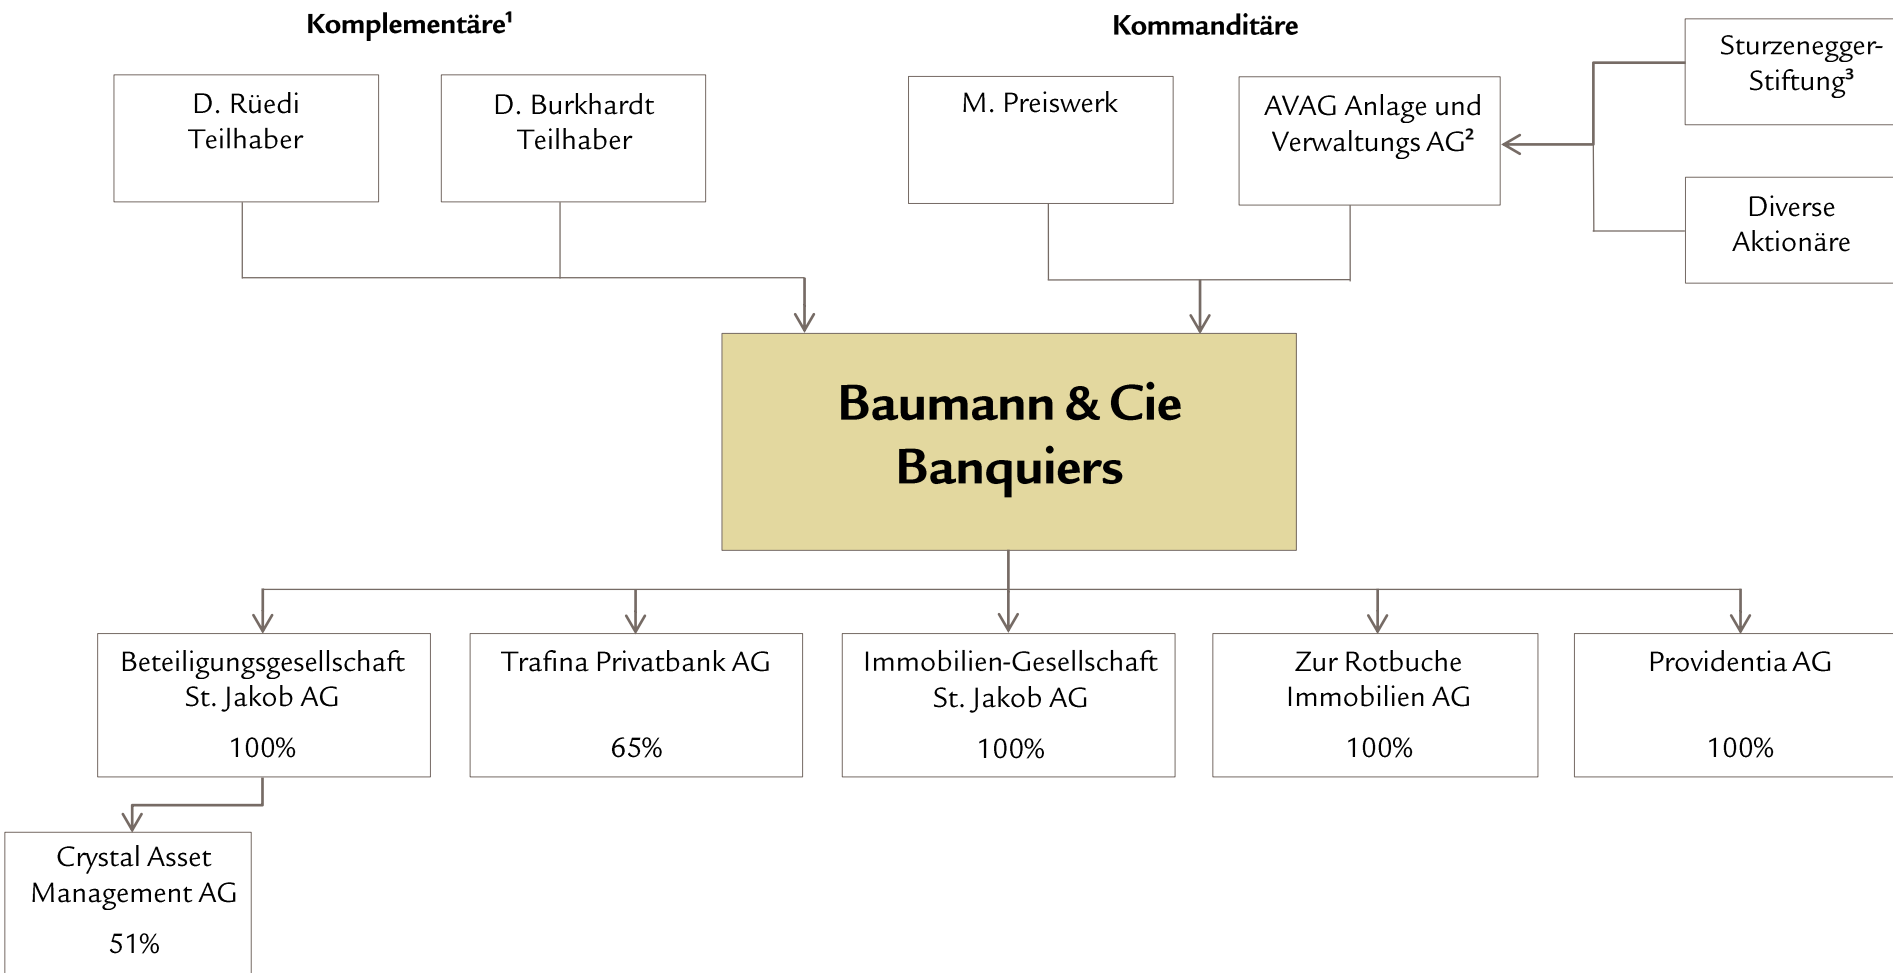 Komplementäre¹
Kommanditäre
D. Rüedi
Teilhaber
D. Burkhardt
Teilhaber
M. Preiswerk
AVAG Anlage und
Verwaltungs AG²
Sturzenegger-
Stiftung³
Diverse
Aktionäre
Baumann & Cie
Banquiers
Beteiligungsgesellschaft
St. Jakob AG
100%
Trafina Privatbank AG
65%
Immobilien-Gesellschaft
St. Jakob AG
100%
Zur Rotbuche
Immobilien AG
100%
Providentia AG
100%
Crystal Asset
Management AG
51%